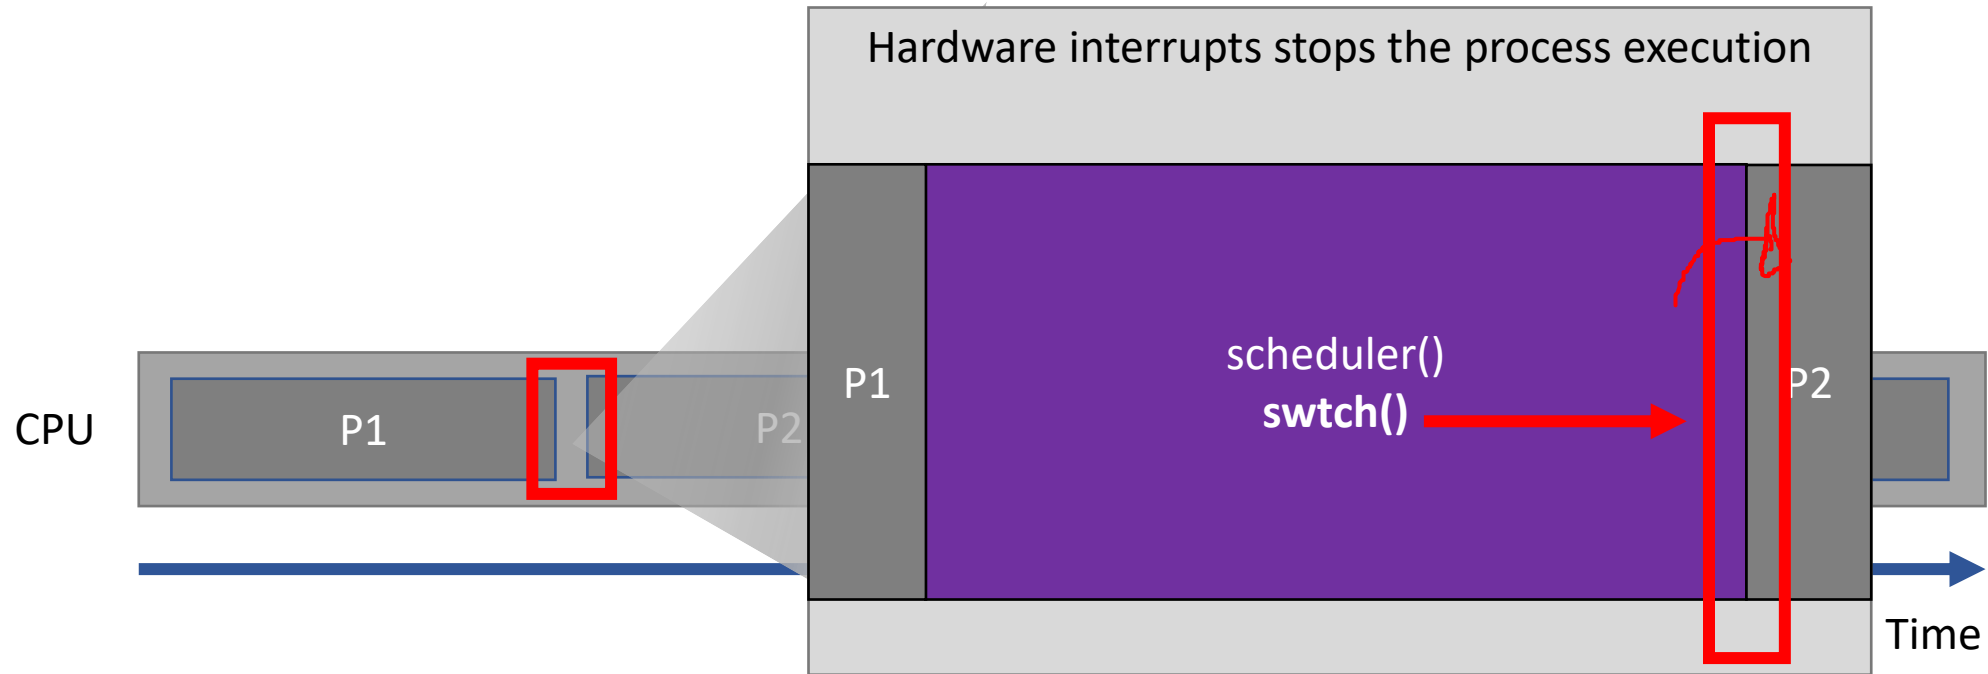 Hardware interrupts stops the process execution
CPU
P1
P2
P1
scheduler()
swtch()
P2
Time